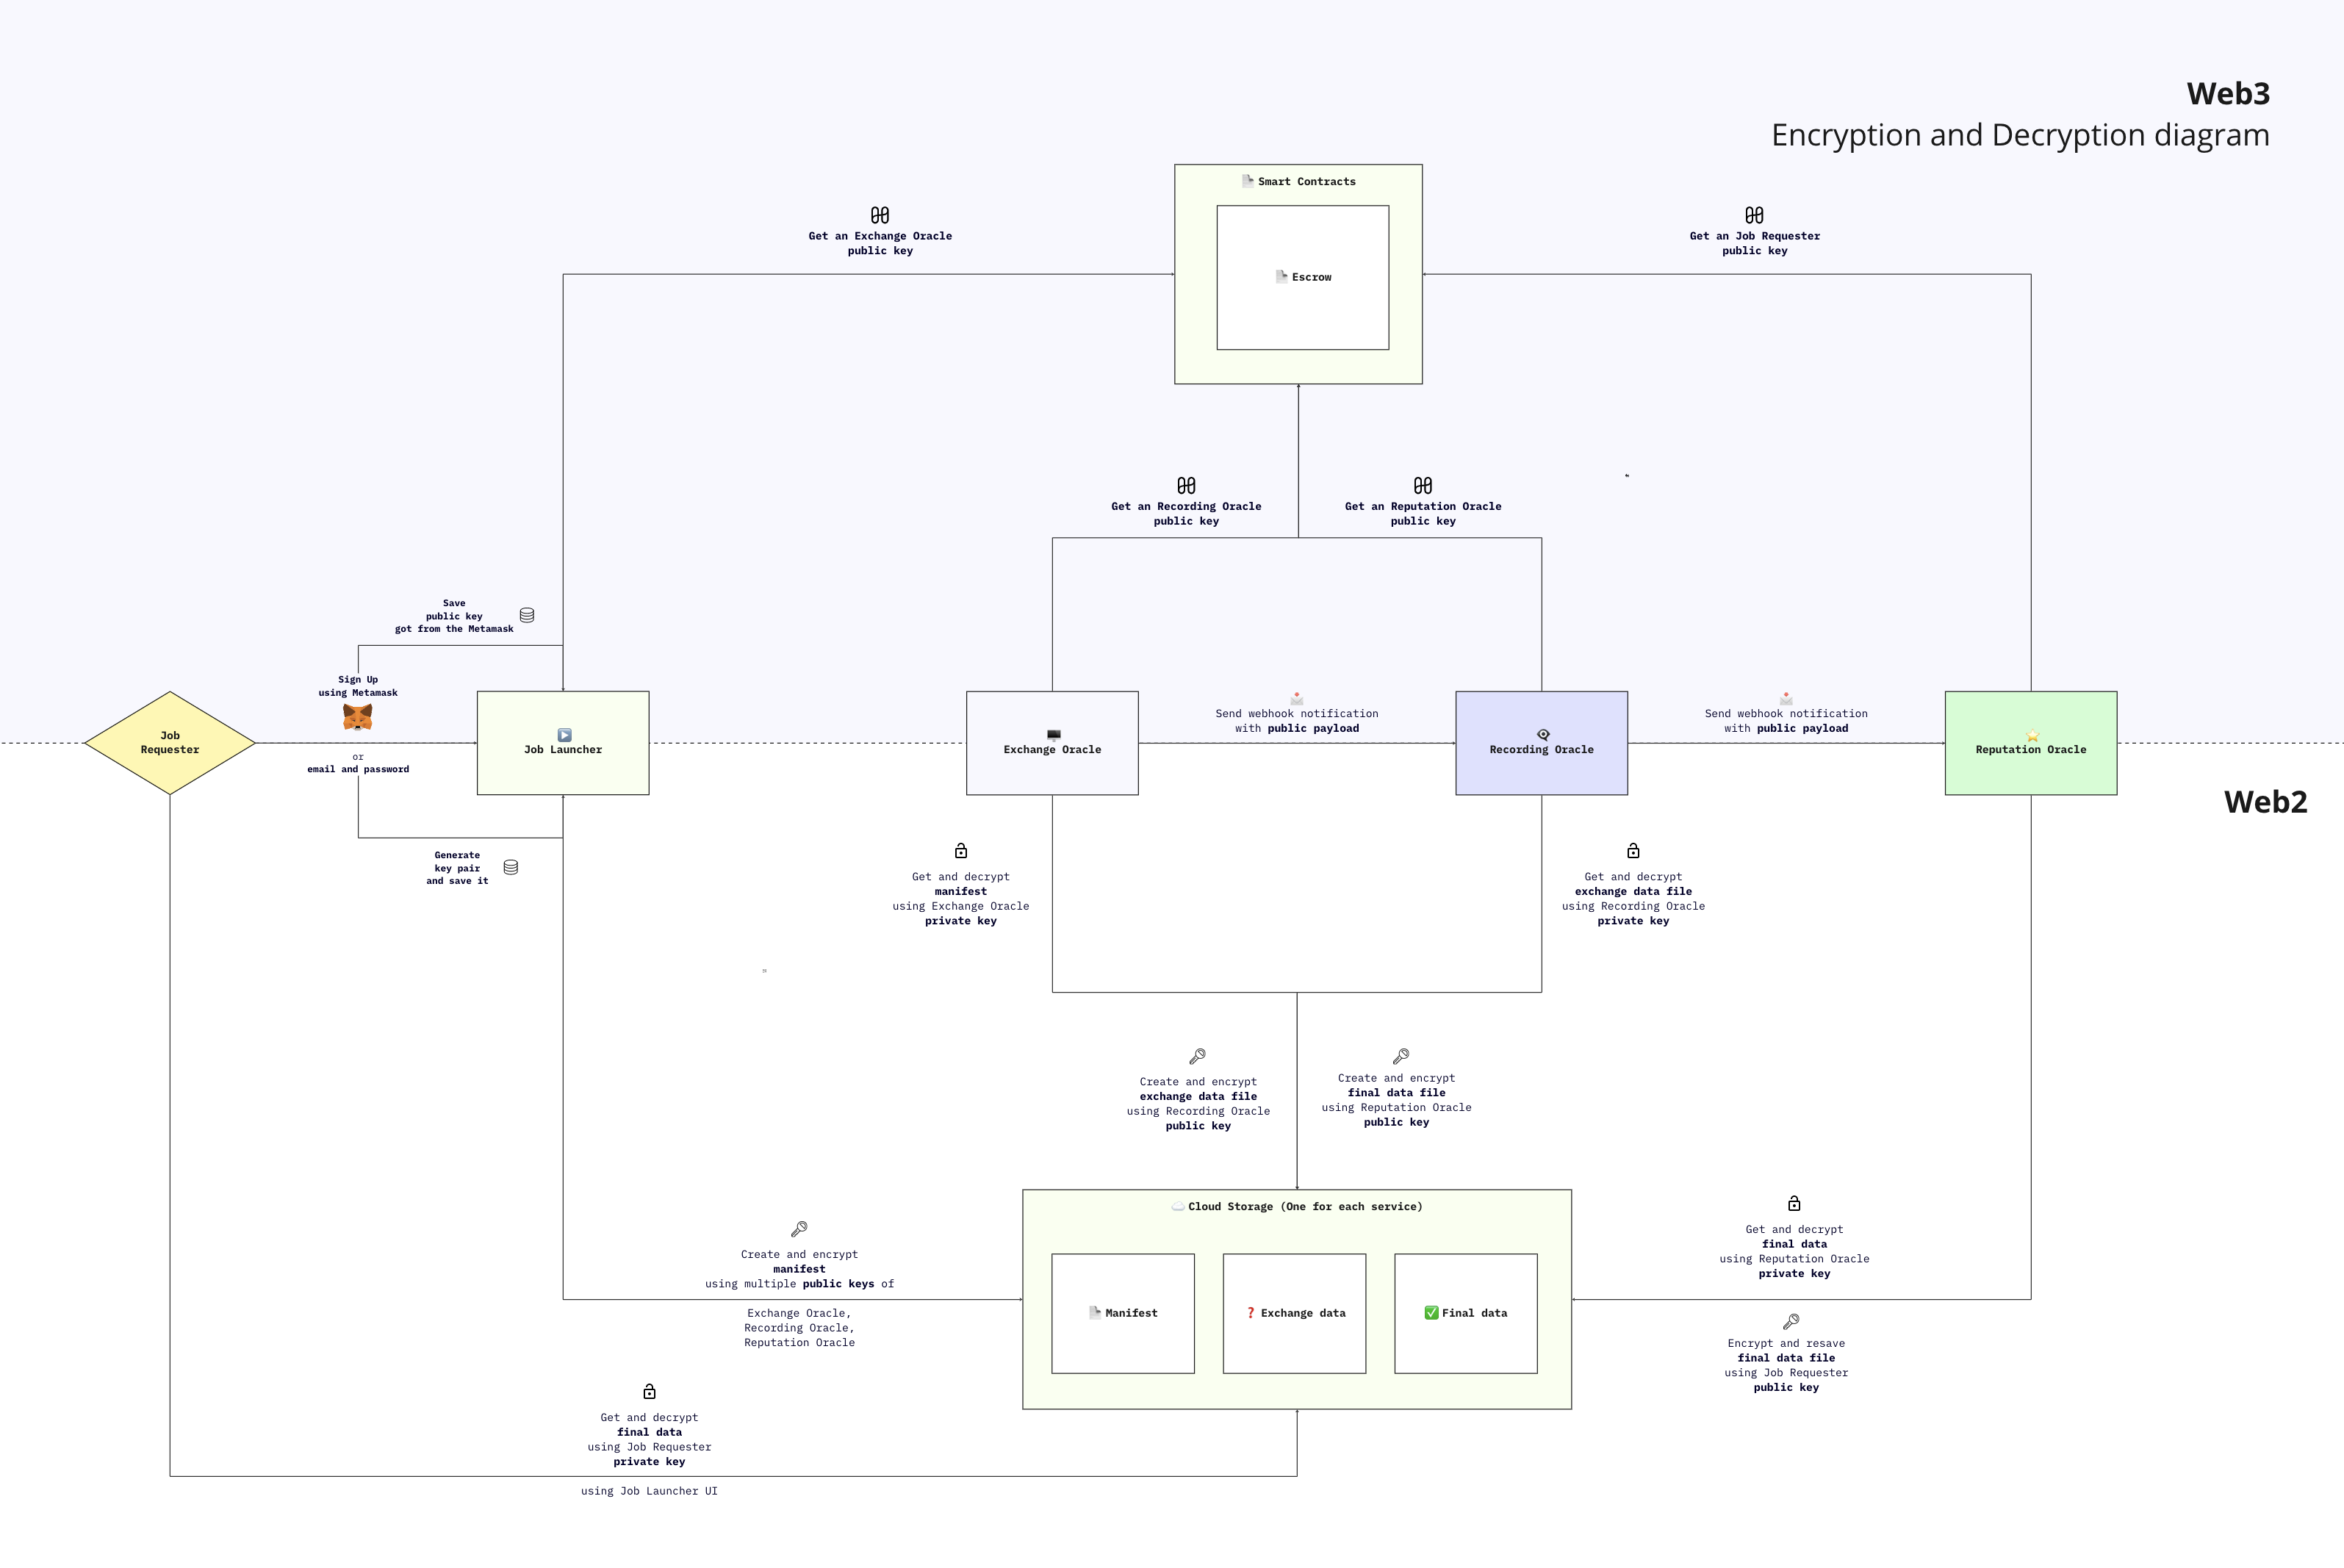 Web3
Encryption and Decryption diagram
Smart Contracts
Escrow
Get an Exchange Oracle
public key
Get an Job Requester
public key
Get an Recording Oracle
public key
Get an Reputation Oracle
public key
Save
public key
got from the Metamask
Sign Up
using Metamask
or
email and password
Job
Requester
Job Launcher
Exchange Oracle
Send webhook notification
with public payload
Recording Oracle
Send webhook notification
with public payload
Reputation Oracle
Web2
Generate
key pair
and save it
Get and decrypt
manifest
using Exchange Oracle
private key
Get and decrypt
exchange data file
using Recording Oracle
private key
Create and encrypt
exchange data file
using Recording Oracle
public key
Create and encrypt
final data file
using Reputation Oracle
public key
Cloud Storage (One for each service)
Manifest
Exchange data
Final data
Create and encrypt
manifest
using multiple public keys of
Exchange Oracle,
Recording Oracle,
Reputation Oracle
Get and decrypt
final data
using Reputation Oracle
private key
Encrypt and resave
final data file
using Job Requester
public key
Get and decrypt
final data
using Job Requester
private key
using Job Launcher UI